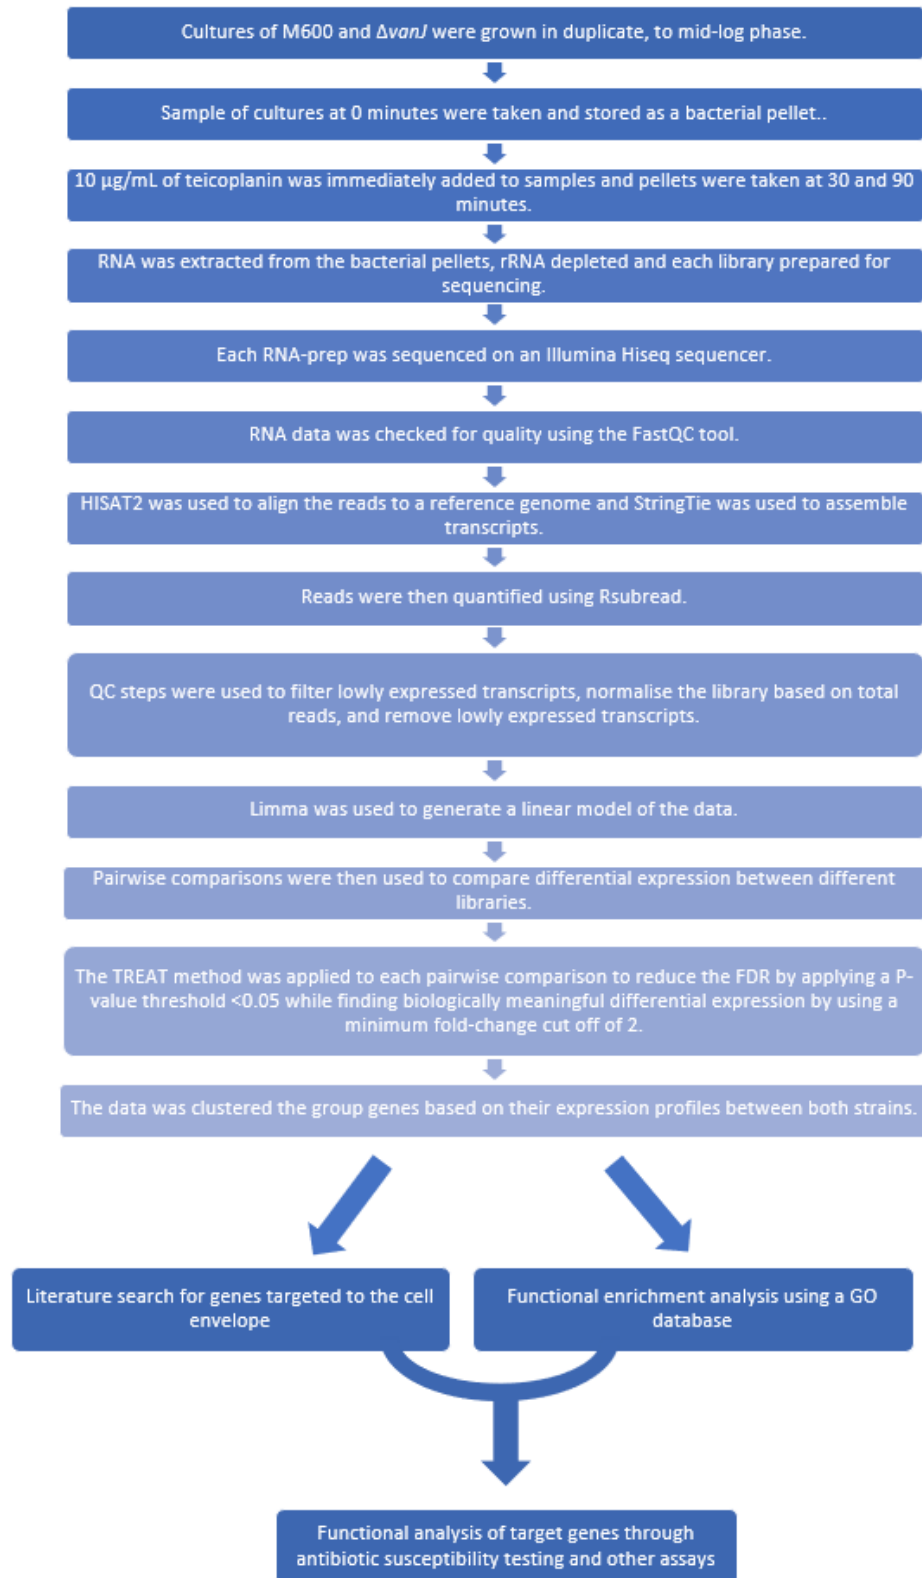 Cultures of M600 and ΔvanJ were grown in duplicate, to mid-log phase.
Sample of cultures at 0 minutes were taken and stored as a bacterial pellet..
10 µg/mL of teicoplanin was immediately added to samples and pellets were taken at 30 and 90
minutes.
RNA was extracted from the bacterial pellets, rRNA depleted and each library prepared for
sequencing.
Each RNA-prep was sequenced on an Illumina Hiseq sequencer.
RNA data was checked for quality using the FastQC tool.
HISAT2 was used to align the reads to a reference genome and StringTie was used to assemble
transcripts.
Reads were then quantified using Rsubread.
QC steps were used to filter lowly expressed transcripts, normalise the library based on total
reads, and remove lowly expressed transcripts.
Limma was used to generate a linear model of the data.
Pairwise comparisons were then used to compare differential expression between different
libraries.
The TREAT method was applied to each pairwise comparison to reduce the FDR by applying a P-
value threshold <0.05 while finding biologically meaningful differential expression by using a
minimum fold-change cut off of 2.
The data was clustered the group genes based on their expression profiles between both strains.
Literature search for genes targeted to the cell
envelope
Functional enrichment analysis using a GO
database
Functional analysis of target genes through
antibiotic susceptibility testing and other assays